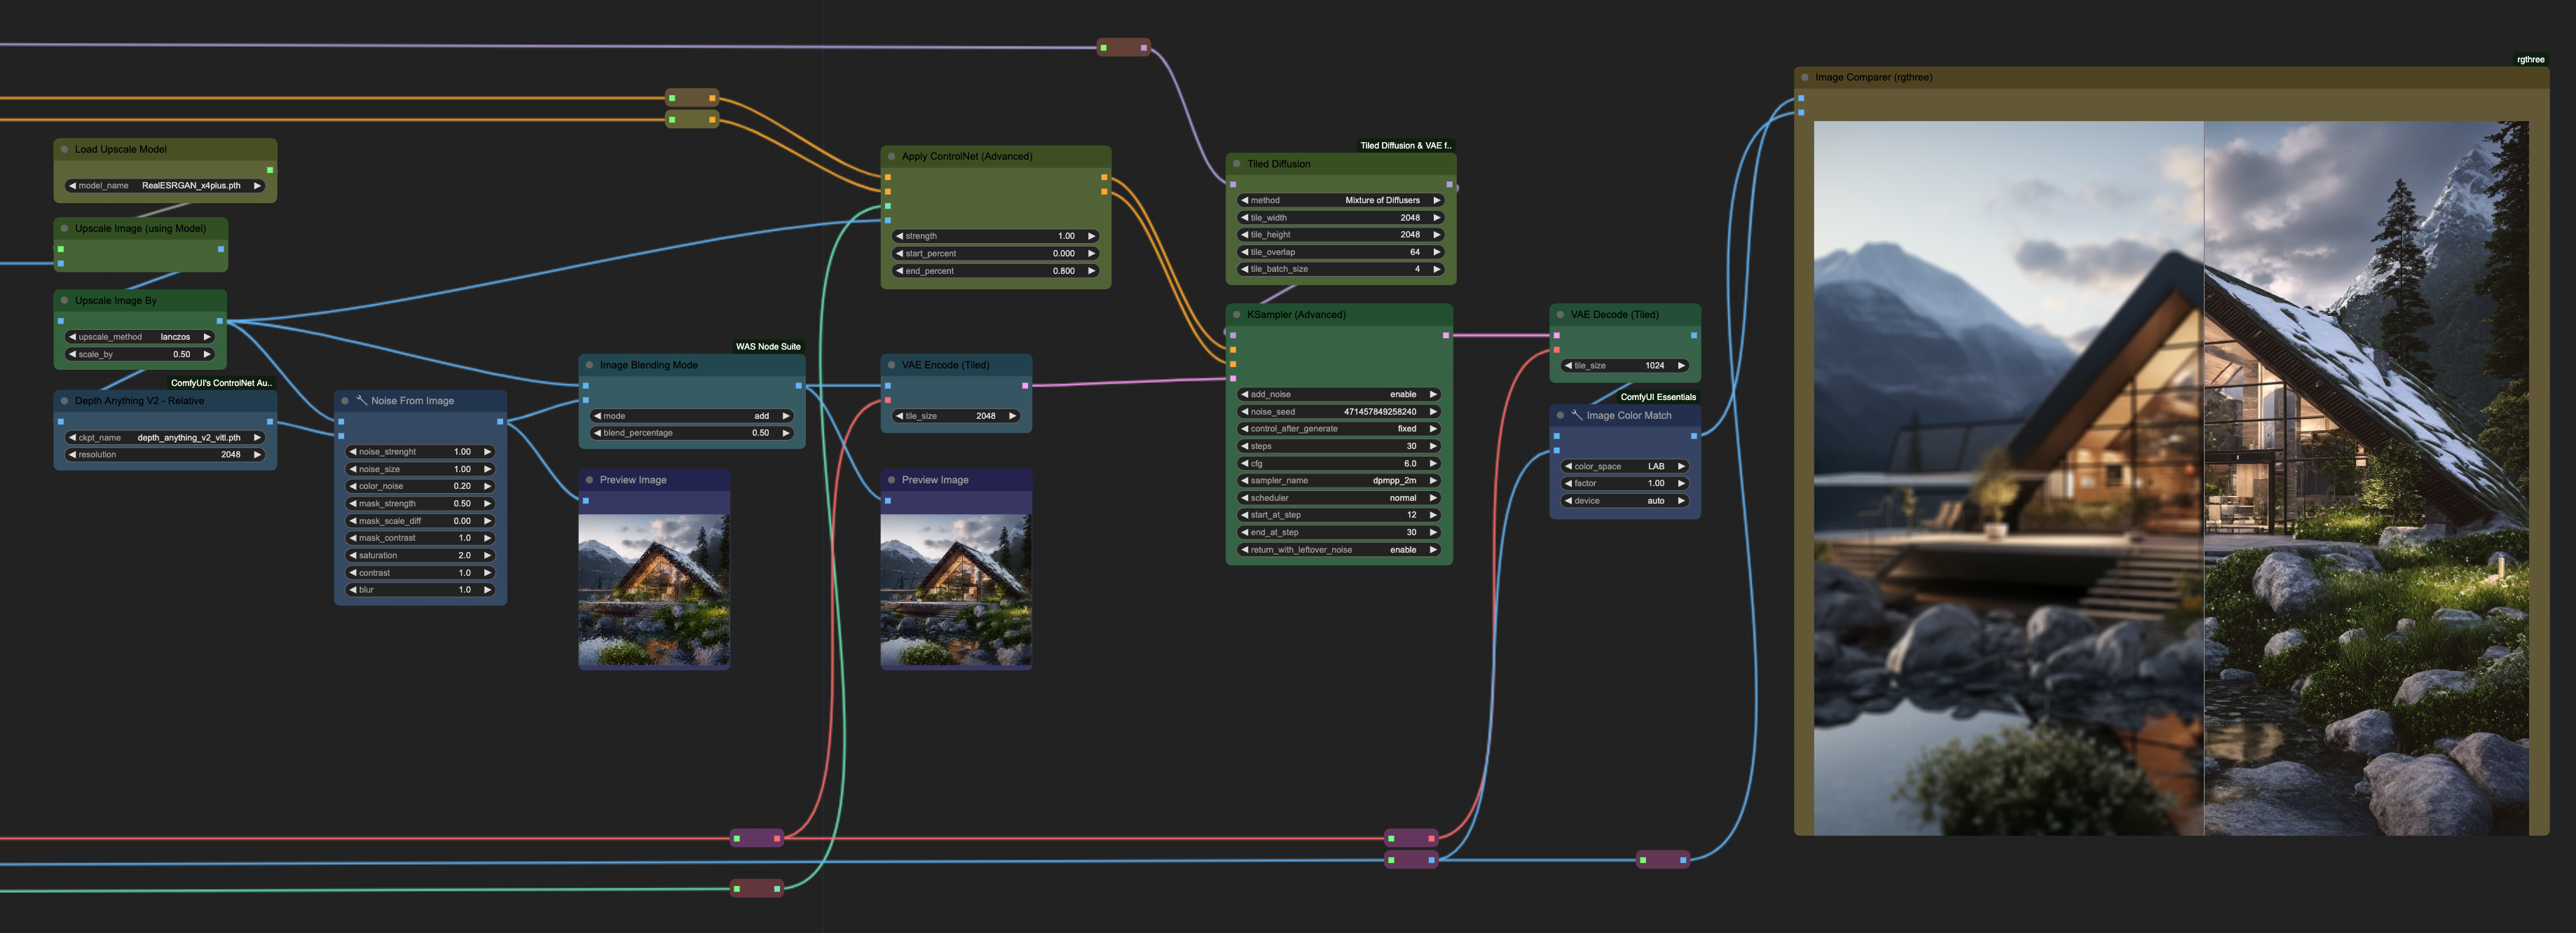 rgthree
Image Comparer (rgthree)
Load Upscale Model
model_name RealESRGAN_x4plus.pth
Upscale Image (using Model)
Upscale Image By
upscale_method lanczos
scale_by 0.50
ComfyUI's ControlNet Au..
Depth Anything V2 - Relative
ckpt_name depth_anything_v2_vitl.pth
resolution 2048
Noise From Image
noise_strenght 1.00
noise_size 1.00
color_noise 0.20
mask_strength 0.50
mask_scale_diff 0.00
mask_contrast 1.0
saturation 2.0
contrast 1.0
blur 1.0
WAS Node Suite
Image Blending Mode
mode add
blend_percentage 0.50
Preview Image
Apply ControlNet (Advanced)
strength 1.00
start_percent 0.000
end_percent 0.800
VAE Encode (Tiled)
tile_size 2048
Preview Image
Tiled Diffusion & VAE f..
Tiled Diffusion
method Mixture of Diffusers
tile_width 2048
tile_height 2048
tile_overlap 64
tile_batch_size 4
KSampler (Advanced)
add_noise enable
noise_seed 471457849258240
control_after_generate fixed
steps 30
cfg 6.0
sampler_name dpmpp_2m
scheduler normal
start_at_step 12
end_at_step 30
return_with_leftover_noise enable
VAE Decode (Tiled)
tile_size 1024
ComfyUI Essentials
Image Color Match
color_space LAB
factor 1.00
device auto